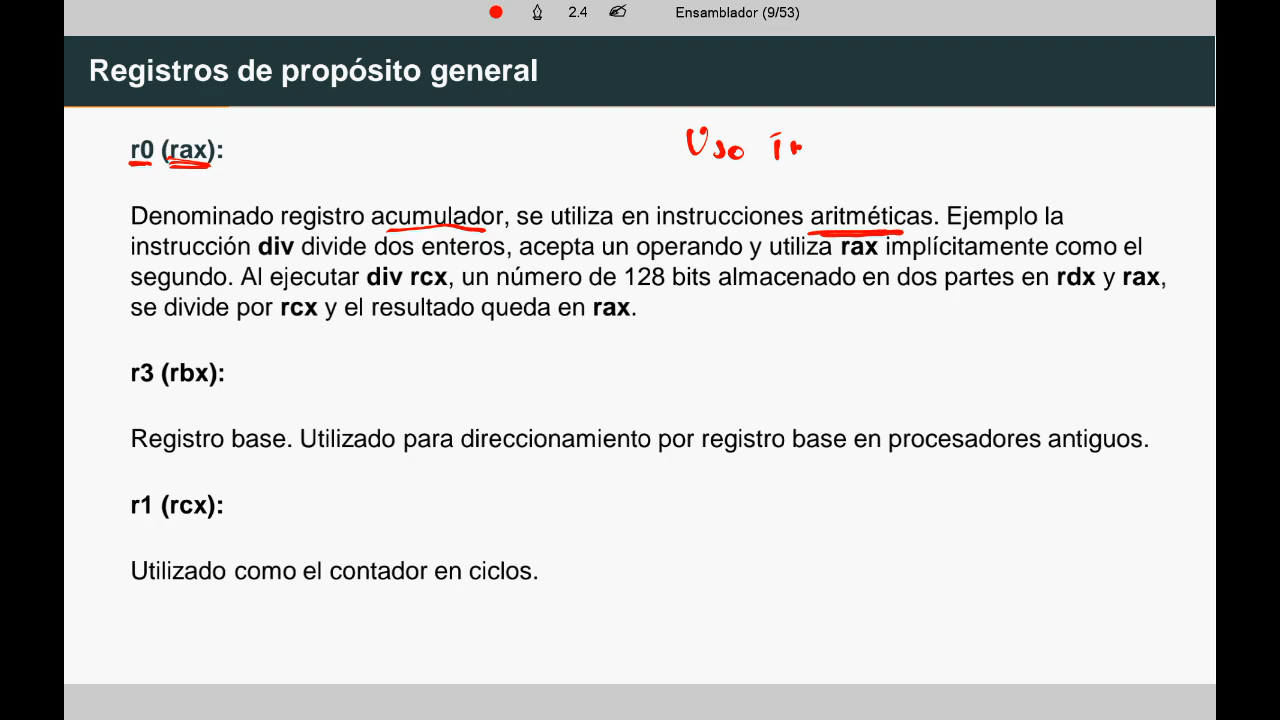 2.4 Ensamblador (9/53)
Registros de propósito general
r0 (rax):
Uso
Denominado registro acumulador, se utiliza en instrucciones aritméticas. Ejemplo la
instrucción div divide dos enteros, acepta un operando y utiliza rax implícitamente como el
segundo. Al ejecutar div rcx, un número de 128 bits almacenado en dos partes en rdx y rax,
se divide por rcx y el resultado queda en rax.
r3 (rbx):
Registro base. Utilizado para direccionamiento por registro base en procesadores antiguos.
r1 (rcx):
Utilizado como el contador en ciclos.